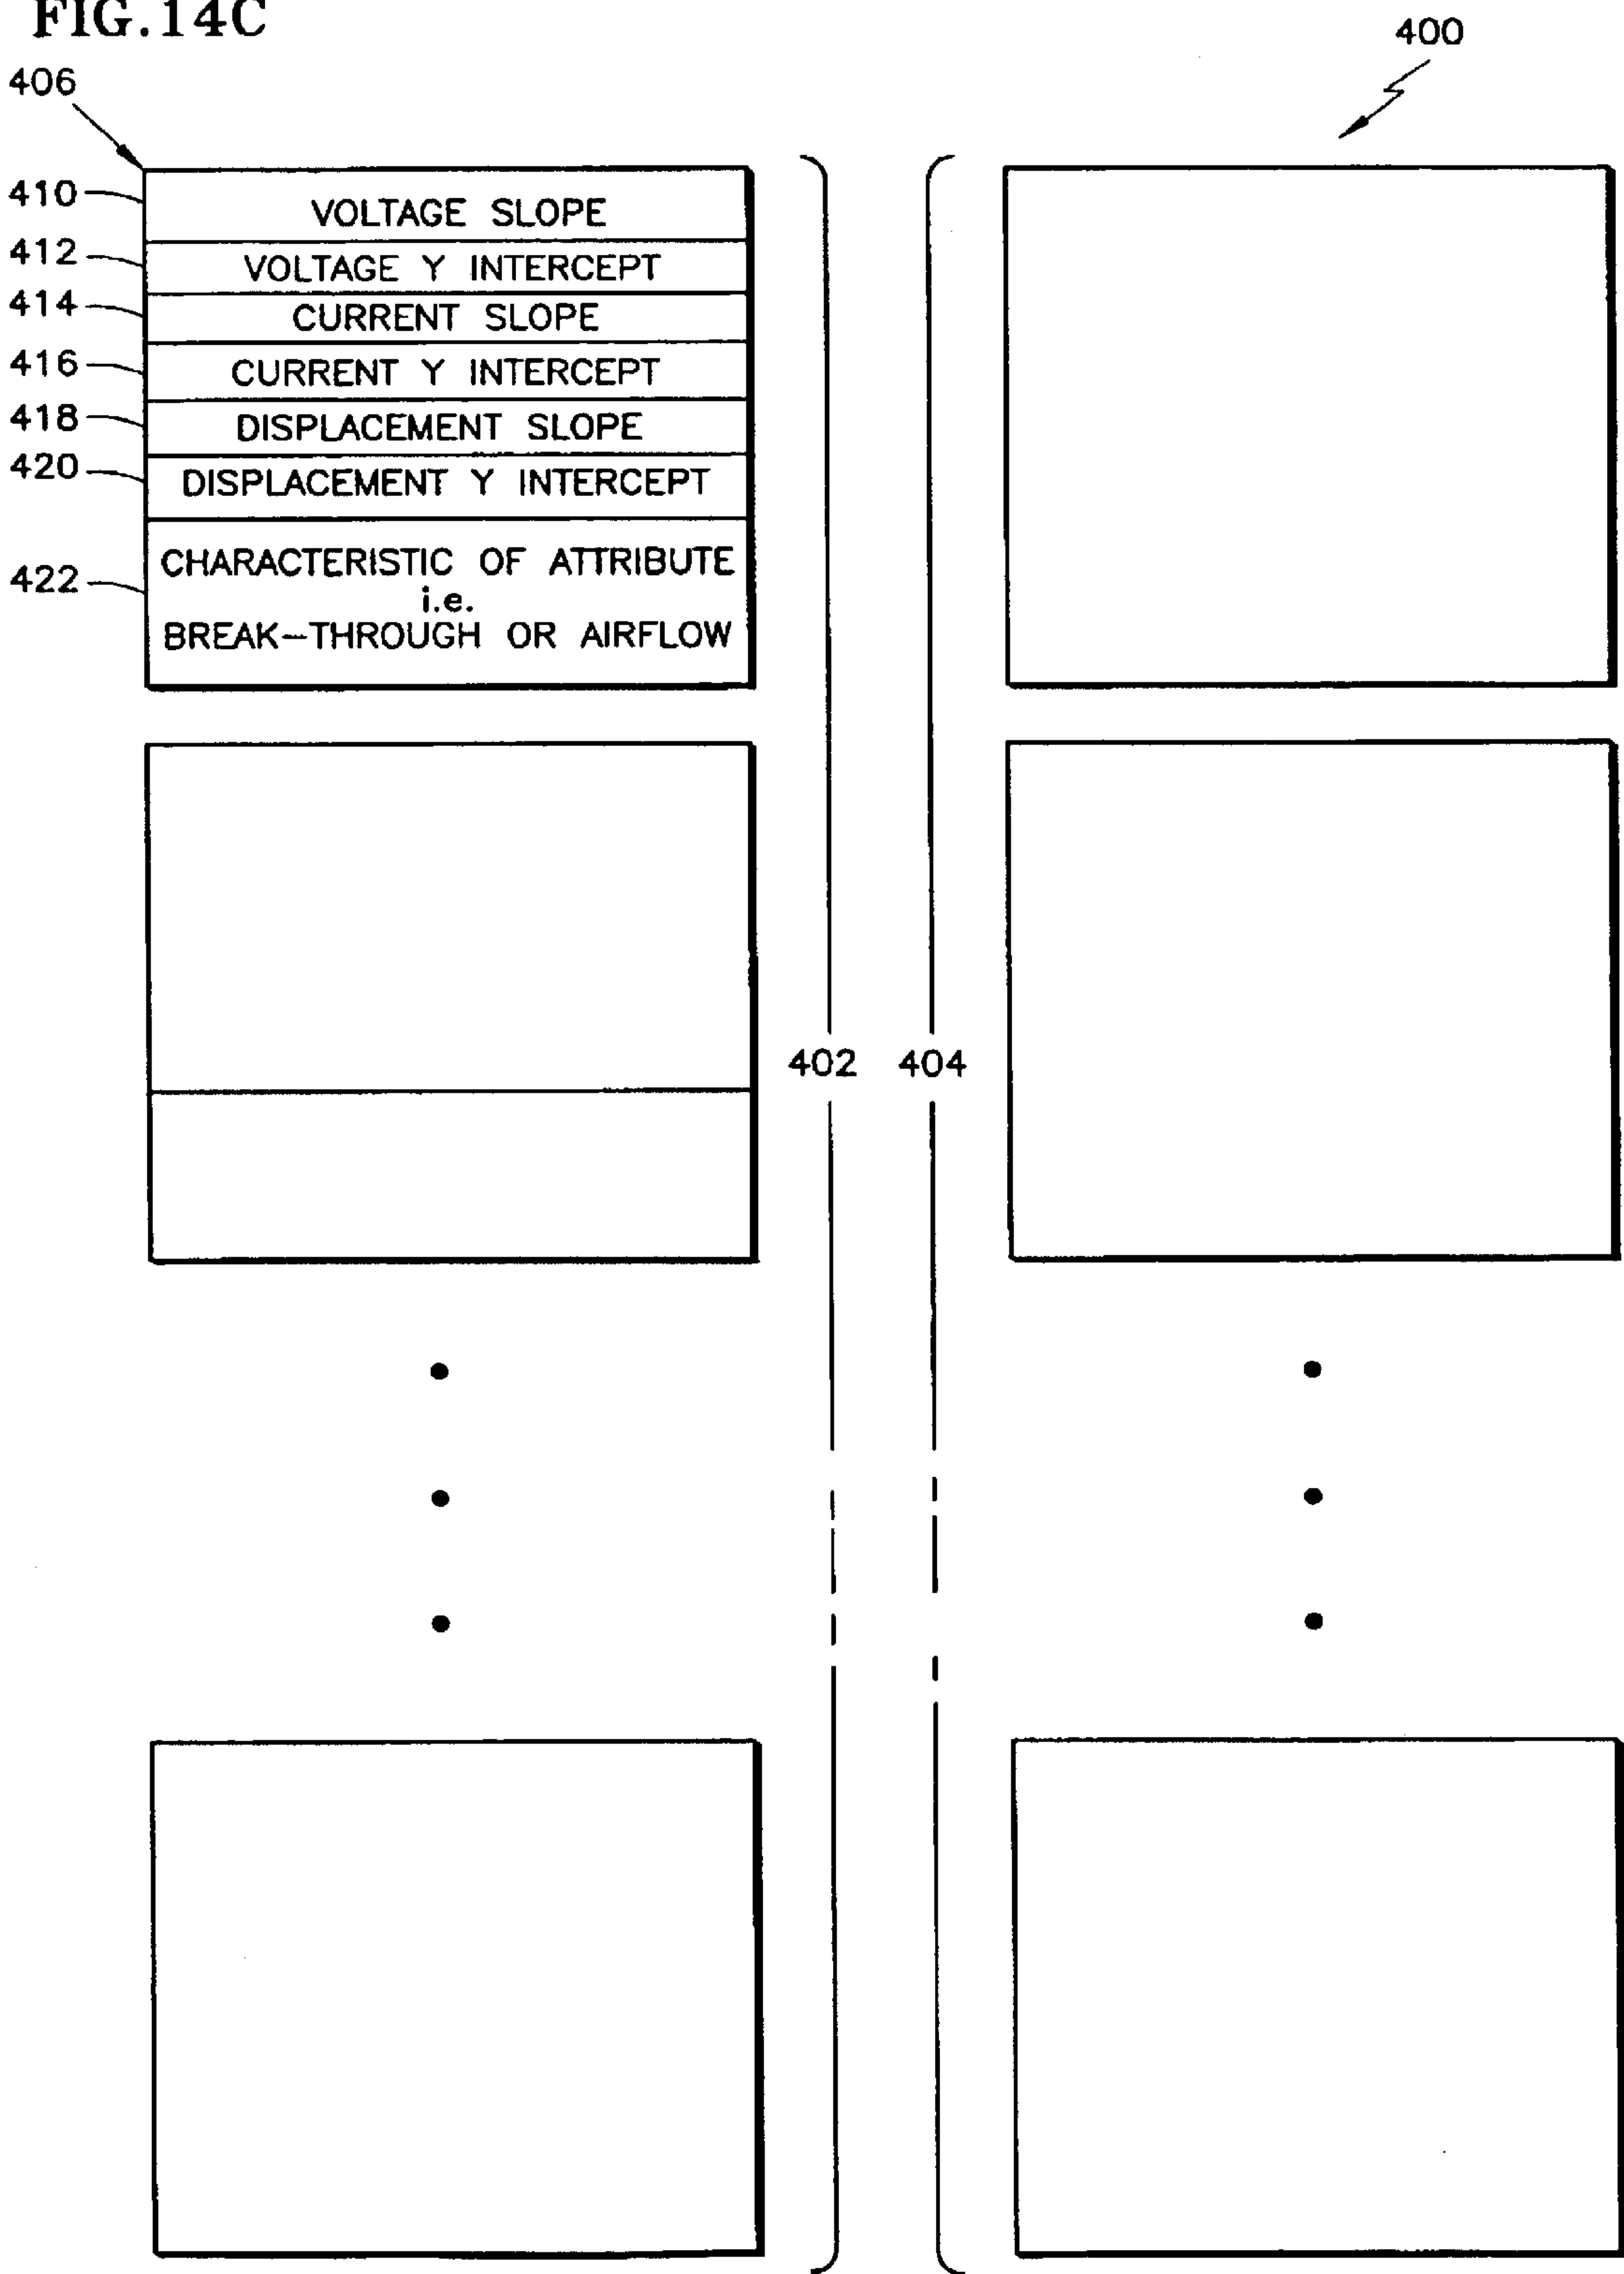 FIG.14C
400
406
410
VOLTAGE SLOPE
412
VOLTAGE Y INTERCEPT
414
CURRENT SLOPE
416
CURRENT Y INTERCEPT
418
DISPLACEMENT SLOPE
420
DISPLACEMENT Y INTERCEPT
422
CHARACTERISTIC OF ATTRIBUTE
i.e.
BREAK-THROUGH OR AIRFLOW
402
404